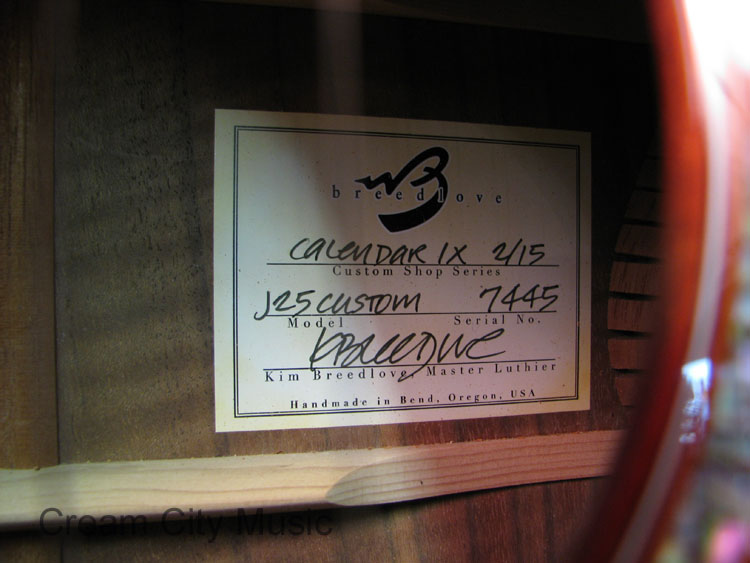 breedlove
CALENDAR IX 2/15
Custom Shop Series
J25 CUSTOM 7445
Model Serial No.
KBreedlove
Kim Breedlove, Master Luthier
Handmade in Bend, Oregon, USA
Cream City Music